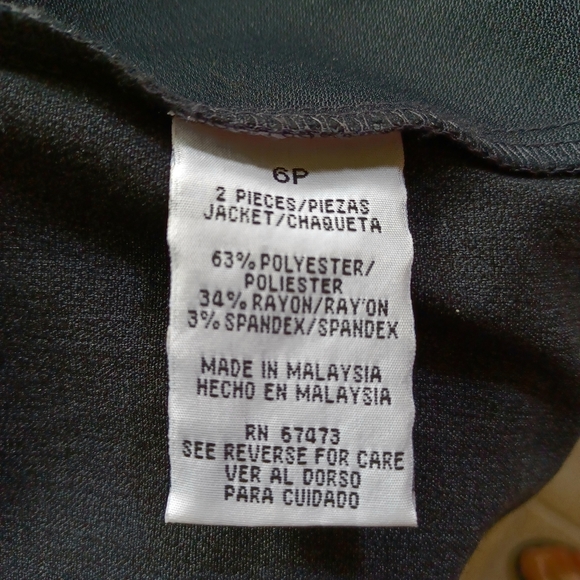 6P
2 PIECES/PIEZAS
JACKET/CHAQUETA
63% POLYESTER/
POLIESTER
34% RAYON/RAY'ON
3% SPANDEX/SPANDEX
MADE IN MALAYSIA
HECHO EN MALAYSIA
RN 67473
SEE REVERSE FOR CARE
VER AL DORSO
PARA CUIDADO